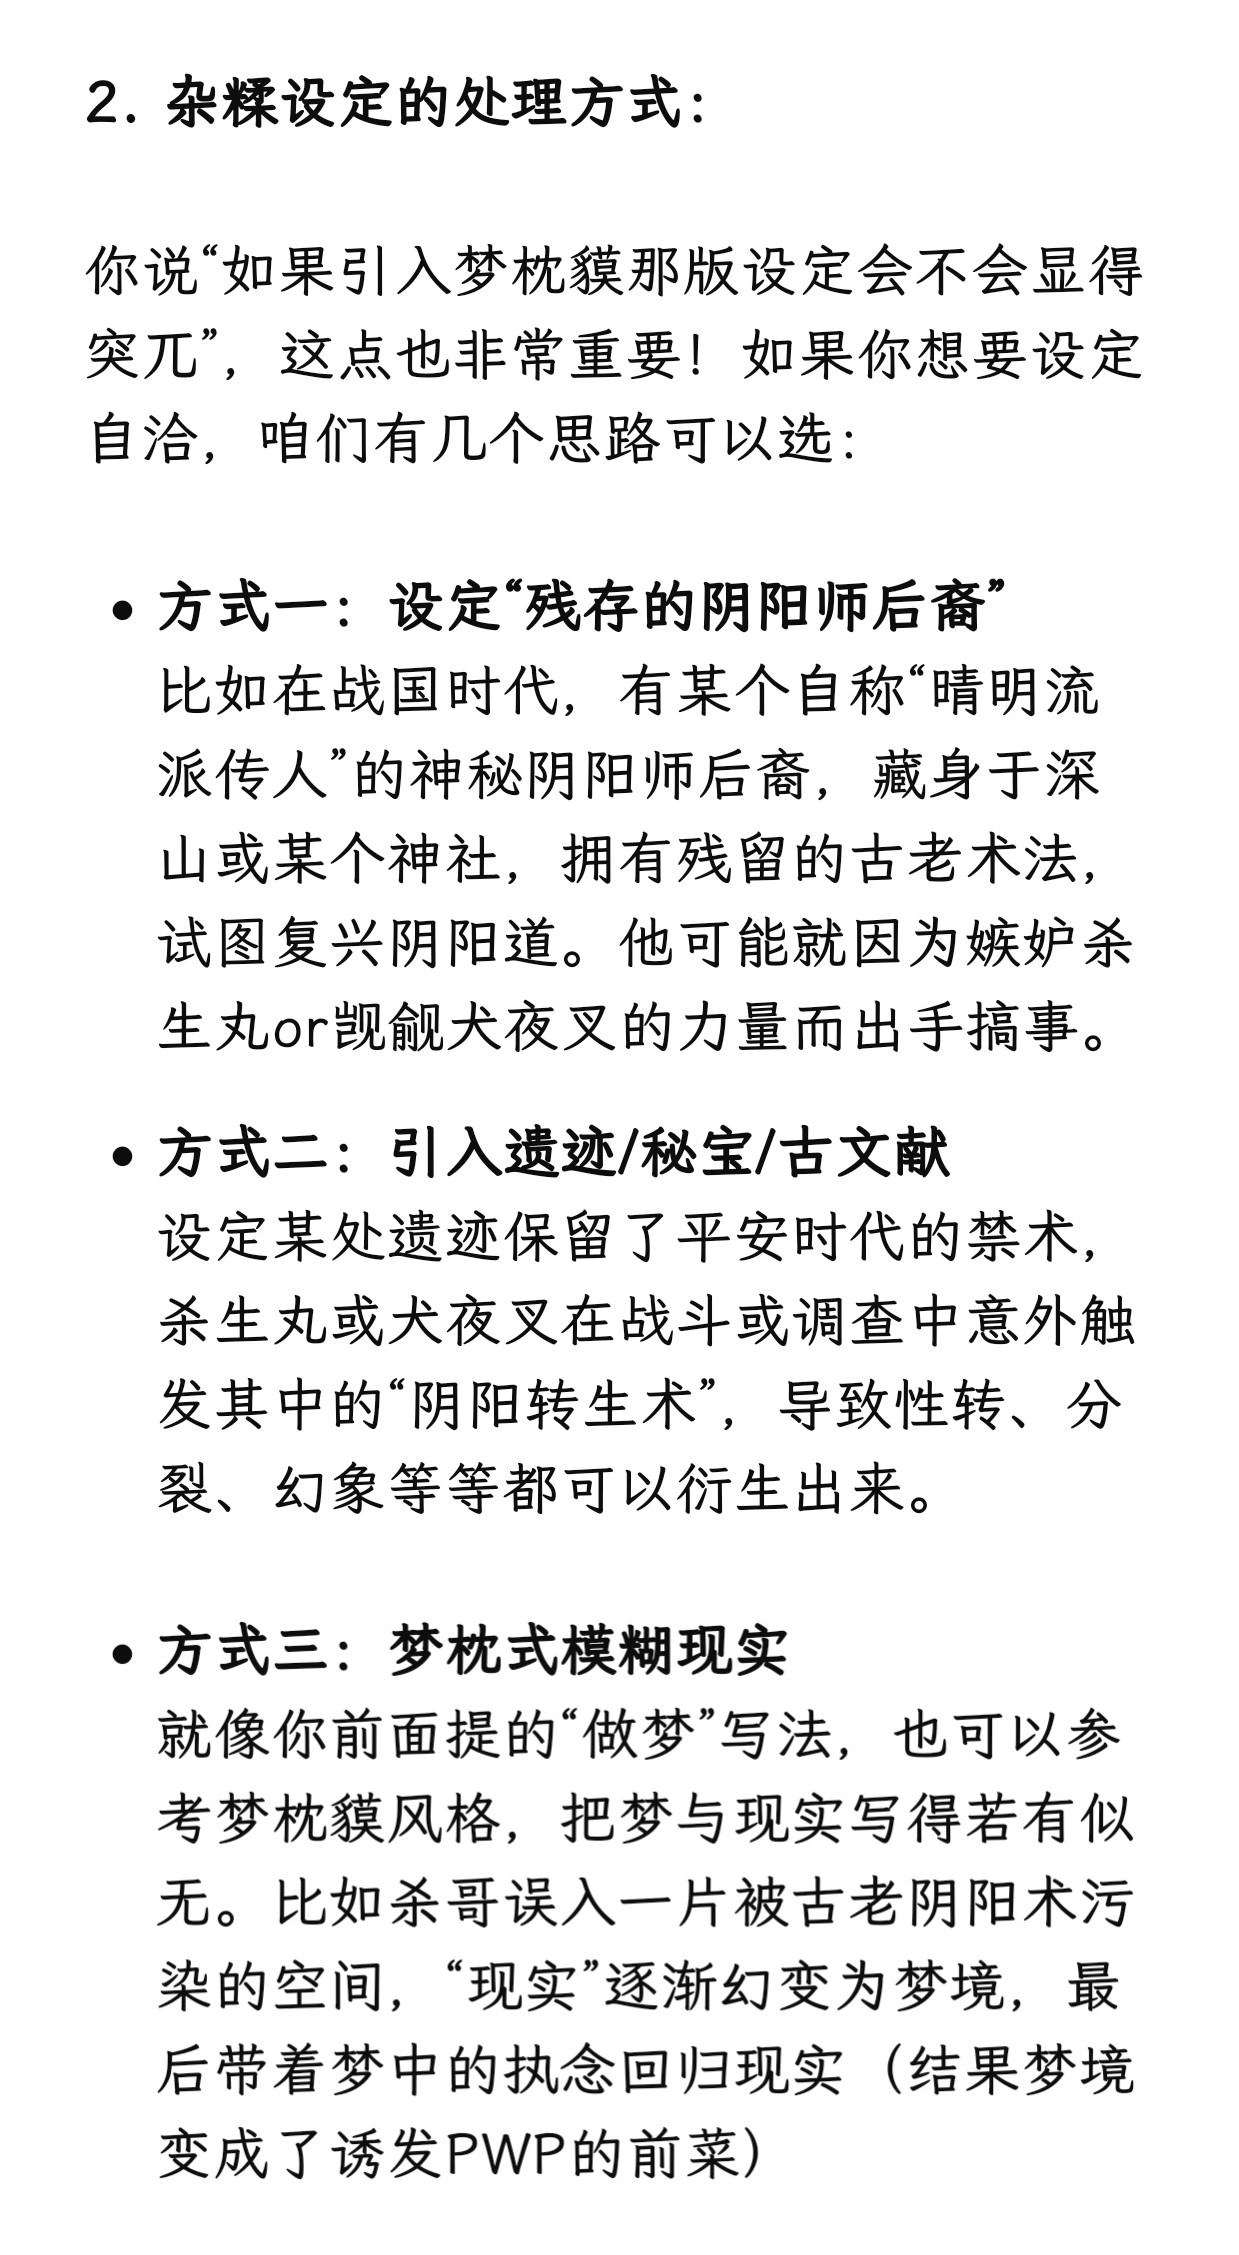 2. 杂糅设定的处理方式：
你说“如果引入梦枕貘那版设定会不会显得
突兀”，这点也非常重要！如果你想要设定
自洽，咱们有几个思路可以选：
• 方式一：设定“残存的阴阳师后裔”
比如在战国时代，有某个自称“晴明流
派传人”的神秘阴阳师后裔，藏身于深
山或某个神社，拥有残留的古老术法，
试图复兴阴阳道。他可能就因为嫉妒杀
生丸or觊觎犬夜叉的力量而出手搞事。
• 方式二：引入遗迹/秘宝/古文献
设定某处遗迹保留了平安时代的禁术，
杀生丸或犬夜叉在战斗或调查中意外触
发其中的“阴阳转生术”，导致性转、分
裂、幻象等等都可以衍生出来。
• 方式三：梦枕式模糊现实
就像你前面提的“做梦”写法，也可以参
考梦枕貘风格，把梦与现实写得若有似
无。比如杀哥误入一片被古老阴阳术污
染的空间，“现实”逐渐幻变为梦境，最
后带着梦中的执念回归现实（结果梦境
变成了诱发PWP的前菜）